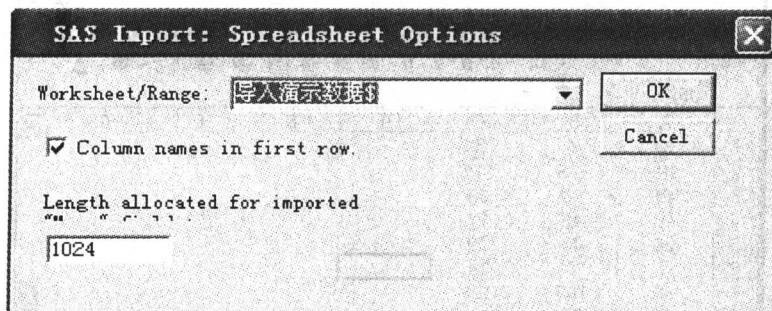 SAS Import: Spreadsheet Options
Worksheet/Range: 导入演示数据$ OK
Cancel
Column names in first row.
Length allocated for imported
1024